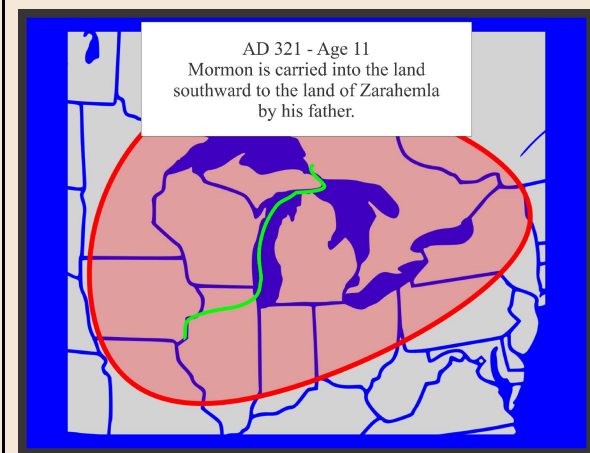 AD 321 - Age 11
Mormon is carried into the land
southward to the land of Zarahemla
by his father.